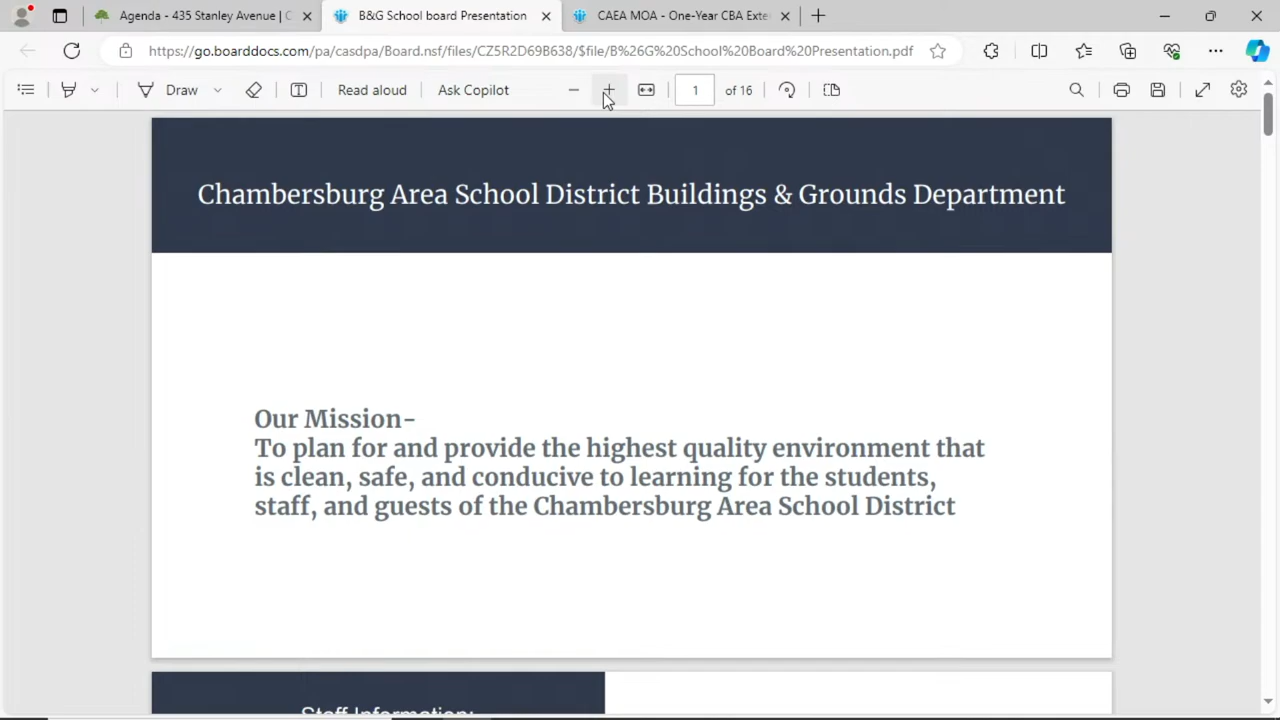 Agenda - 435 Stanley Avenue | C
B&G School board Presentation
CAEA MOA - One-Year CBA Exte
https://go.boarddocs.com/pa/casdpa/Board.nsf/files/CZ5R2D69B638/$file/B%26G%20School%20Board%20Presentation.pdf
Draw
Read aloud
Ask Copilot
1
of 16
Chambersburg Area School District Buildings & Grounds Department
Our Mission-
To plan for and provide the highest quality environment that
is clean, safe, and conducive to learning for the students,
staff, and guests of the Chambersburg Area School District
Staff Information: